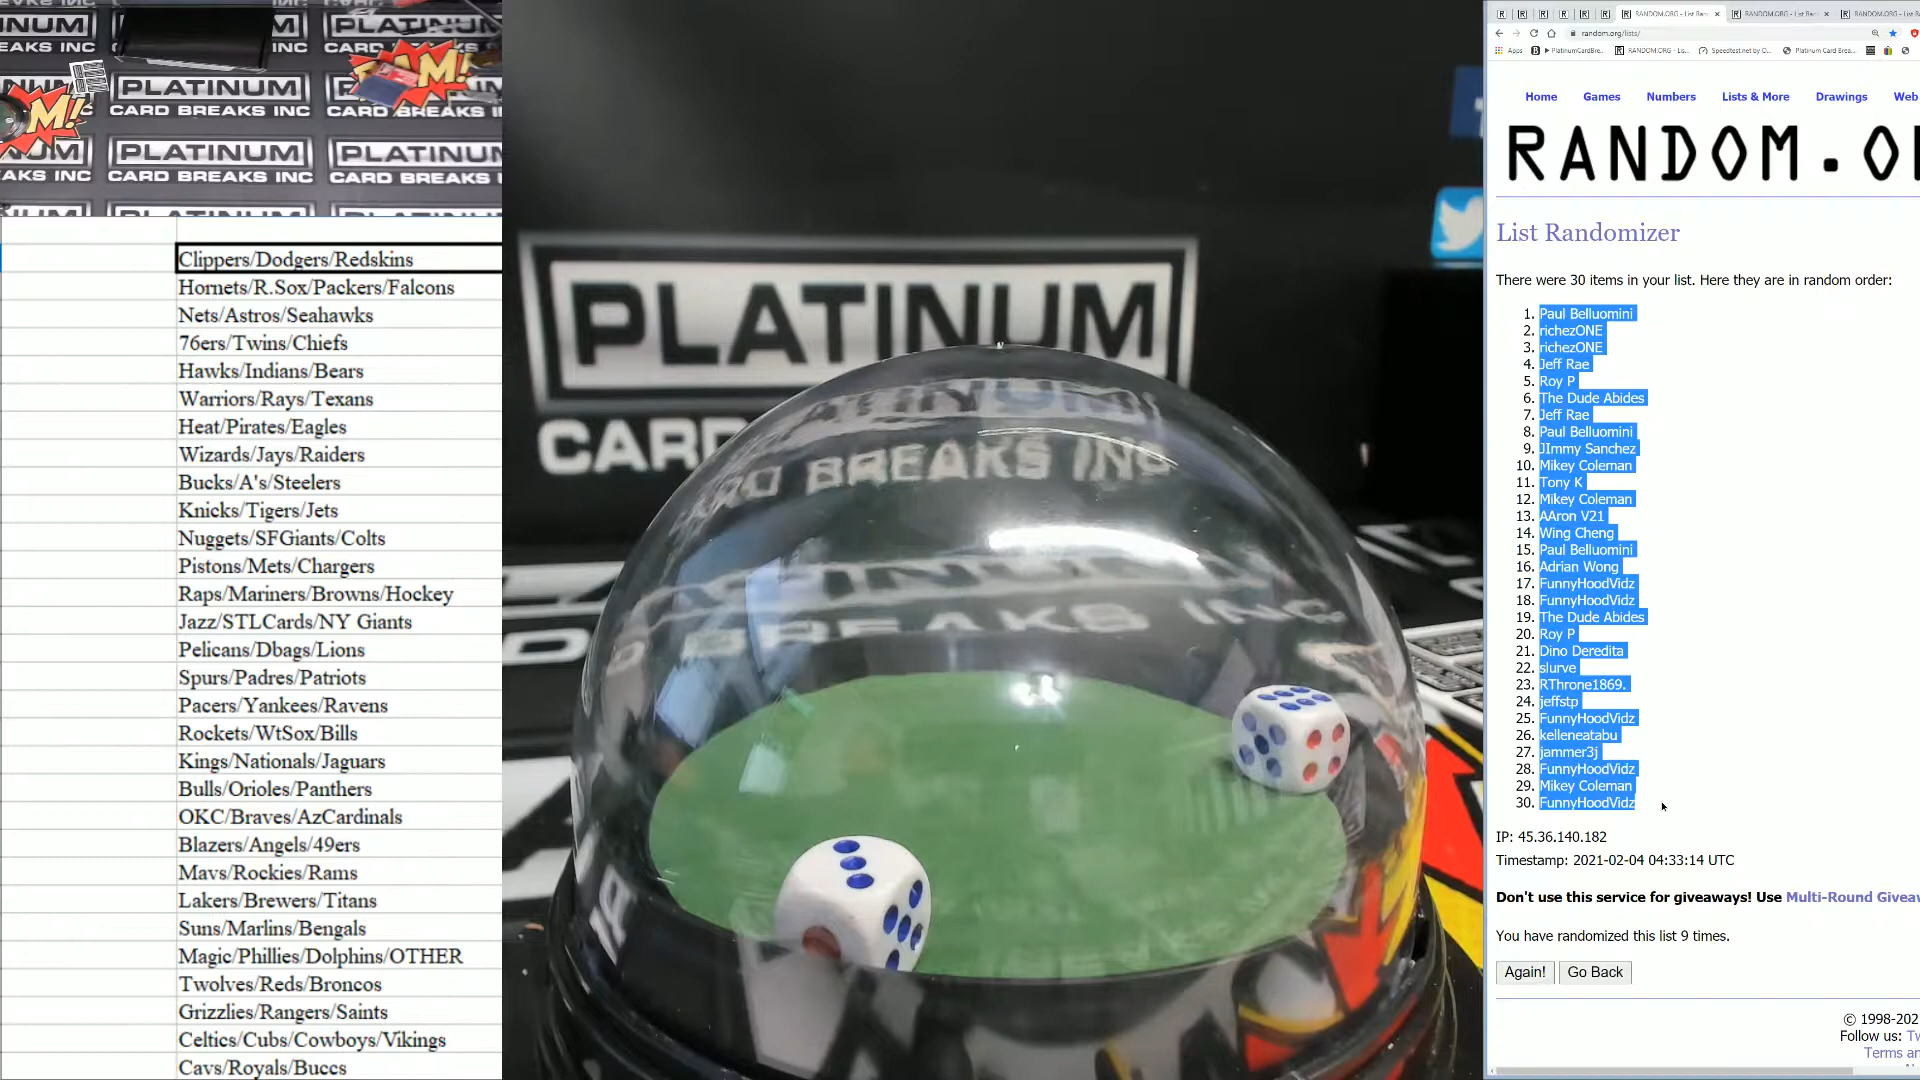 PLATINUM
CARD BREAKS INC
PLATINUM
CARD BREAKS INC
PLATINUM
Clippers/Dodgers/Redskins
Hornets/R.Sox/Packers/Falcons
Nets/Astros/Seahawks
76ers/Twins/Chiefs
Hawks/Indians/Bears
Warriors/Rays/Texans
Heat/Pirates/Eagles
Wizards/Jays/Raiders
Bucks/A's/Steelers
Knicks/Tigers/Jets
Nuggets/SFGiants/Colts
Pistons/Mets/Chargers
Raps/Mariners/Browns/Hockey
Jazz/STLCards/NY Giants
Pelicans/Dbags/Lions
Spurs/Padres/Patriots
Pacers/Yankees/Ravens
Rockets/WtSox/Bills
Kings/Nationals/Jaguars
Bulls/Orioles/Panthers
OKC/Braves/AzCardinals
Blazers/Angels/49ers
Mavs/Rockies/Rams
Lakers/Brewers/Titans
Suns/Marlins/Bengals
Magic/Phillies/Dolphins/OTHER
Twolves/Reds/Broncos
Grizzlies/Rangers/Saints
Celtics/Cubs/Cowboys/Vikings
Cavs/Royals/Buccs
PLATINUM
CARD
random.org/lists/
Apps
Home Games Numbers Lists & More Drawings Web
RANDOM.O
List Randomizer
There were 30 items in your list. Here they are in random order:
1. Paul Belluomini
2. richezONE
3. richezONE
4. Jeff Rae
5. Roy P
6. The Dude Abides
7. Jeff Rae
8. Paul Belluomini
9. JImmy Sanchez
10. Mikey Coleman
11. Tony K
12. Mikey Coleman
13. AAron V21
14. Wing Cheng
15. Paul Belluomini
16. Adrian Wong
17. FunnyHoodVidz
18. FunnyHoodVidz
19. The Dude Abides
20. Roy P
21. Dino Deredita
22. slurve
23. RThrone1869.
24. jeffstp
25. FunnyHoodVidz
26. kelleneatabu
27. jammer3j
28. FunnyHoodVidz
29. Mikey Coleman
30. FunnyHoodVidz
IP: 45.36.140.182
Timestamp: 2021-02-04 04:33:14 UTC
Don't use this service for giveaways! Use Multi-Round Giveav
You have randomized this list 9 times.
Again! Go Back
© 1998-202
Follow us: Tw
Terms an